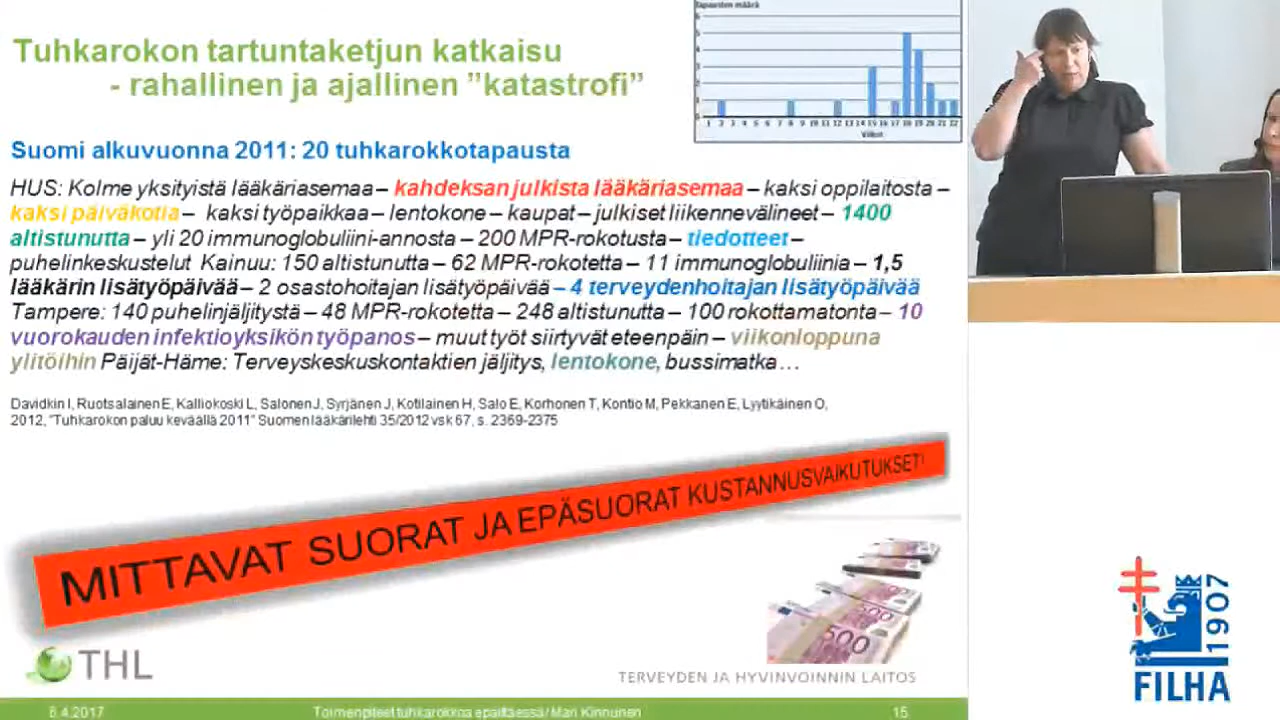 Tapausten määrä
Tuhkarokon tartuntaketjun katkaisu
- rahallinen ja ajallinen ”katastrofi”
Viikot
Suomi alkuvuonna 2011: 20 tuhkarokkotapausta
HUS: Kolme yksityistä lääkäriasemaa – kahdeksan julkista lääkäriasemaa – kaksi oppilaitosta –
kaksi päiväkotia – kaksi työpaikkaa – lentokone – kaupat – julkiset liikennevälineet – 1400
altistunutta – yli 20 immunoglobuliini-annosta – 200 MPR-rokotusta – tiedotteet –
puhelinkeskustelut Kainuu: 150 altistunutta – 62 MPR-rokotetta – 11 immunoglobuliinia – 1,5
lääkärin lisätyöpäivää – 2 osastohoitajan lisätyöpäivää – 4 terveydenhoitajan lisätyöpäivää
Tampere: 140 puhelinjäljitystä – 48 MPR-rokotetta – 248 altistunutta – 100 rokottamatonta – 10
vuorokauden infektioyksikön työpanos – muut työt siirtyvät eteenpäin – viikonloppuna
ylitöihin Päijät-Häme: Terveyskeskuskontaktien jäljitys, lentokone, bussimatka…
Davidkin I, Ruotsalainen E, Kalliokoski L, Salonen J, Syrjänen J, Kotilainen H, Salo E, Korhonen T, Kontio M, Pekkanen E, Lyytikäinen O,
2012, ”Tuhkarokon paluu keväällä 2011” Suomen lääkärilehti 35/2012 vsk 67, s. 2369-2375
MITTAVAT SUORAT JA EPÄSUORAT KUSTANNUSVAIKUTUKSET!
500
THL
TERVEYDEN JA HYVINVOINNIN LAITOS
6.4.2017 Toimenpiteet tuhkarokkoa epäiltäessä/ Mari Kinnunen 15
1907
FILHA